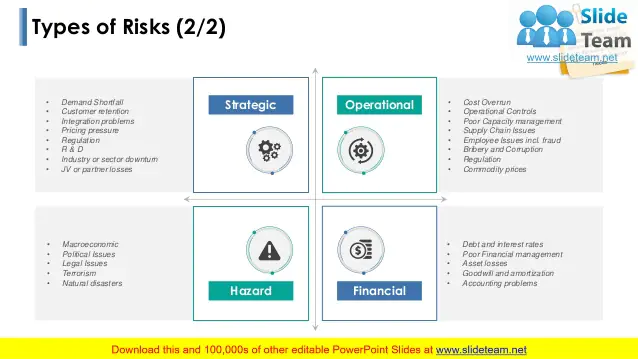 Types of Risks (2/2)
Slide
Team
www.slideteam.net
Strategic
• Demand Shortfall
• Customer retention
• Integration problems
• Pricing pressure
• Regulation
• R & D
• Industry or sector downturn
• JV or partner losses
Operational
• Cost Overrun
• Operational Controls
• Poor Capacity management
• Supply Chain Issues
• Employee Issues incl. fraud
• Bribery and Corruption
• Regulation
• Commodity prices
• Macroeconomic
• Political Issues
• Legal Issues
• Terrorism
• Natural disasters
Hazard
$
• Debt and interest rates
• Poor Financial management
• Asset losses
• Goodwill and amortization
• Accounting problems
Financial
Download this and 100,000s of other editable PowerPoint Slides at www.slideteam.net